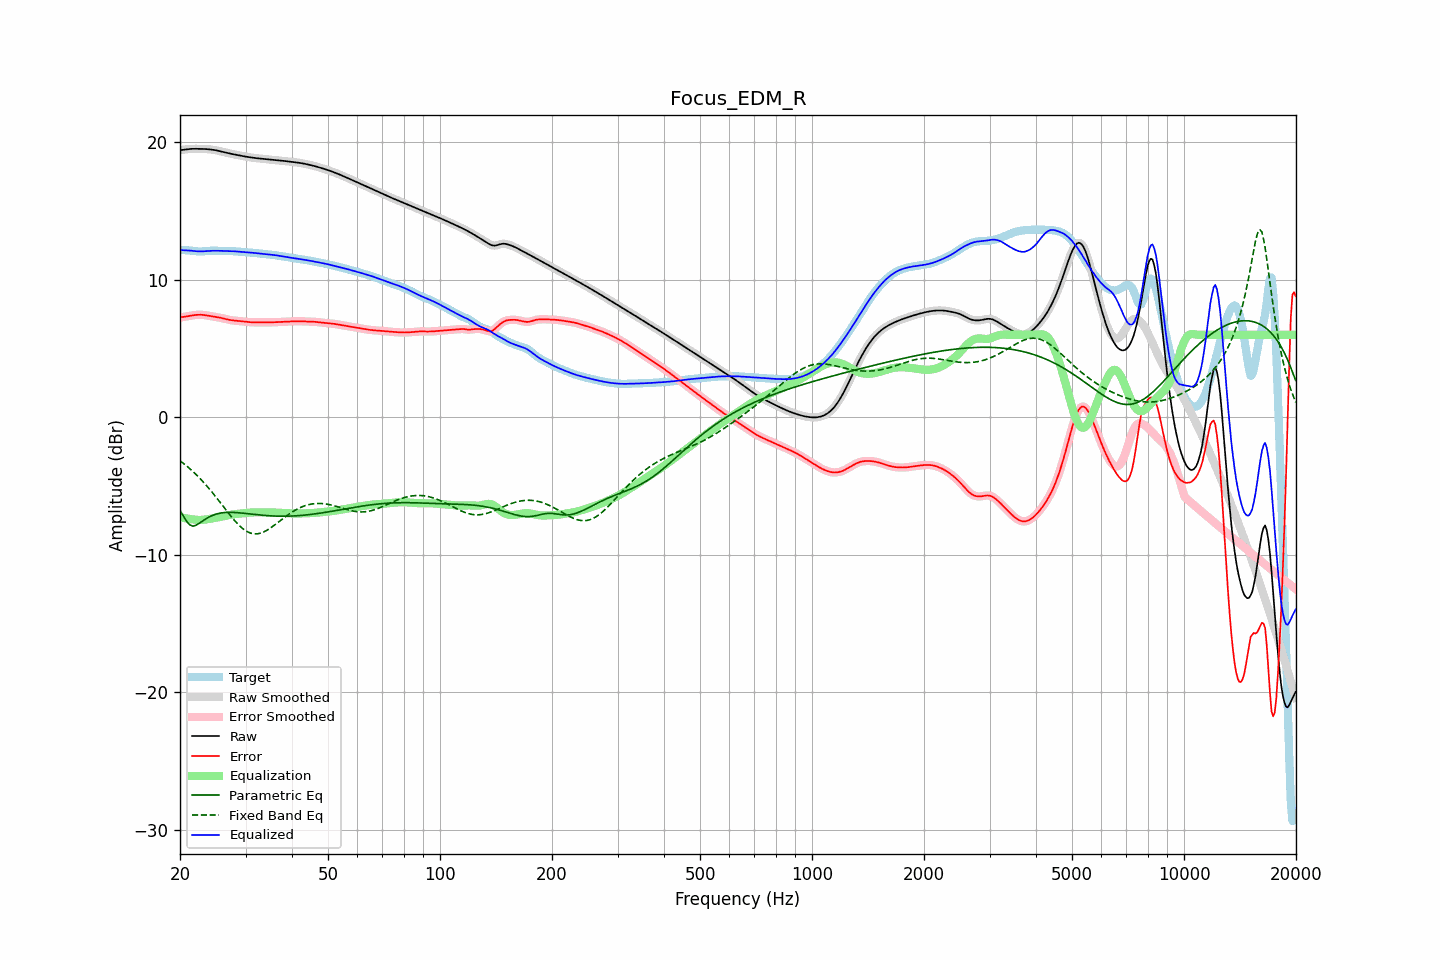 Focus_EDM_R
20
10
0
−10
−20
−30
Amplitude (dBr)
Target
Raw Smoothed
Error Smoothed
Raw
Error
Equalization
Parametric Eq
Fixed Band Eq
Equalized
20
50
100
200
500
1000
2000
5000
10000
20000
Frequency (Hz)